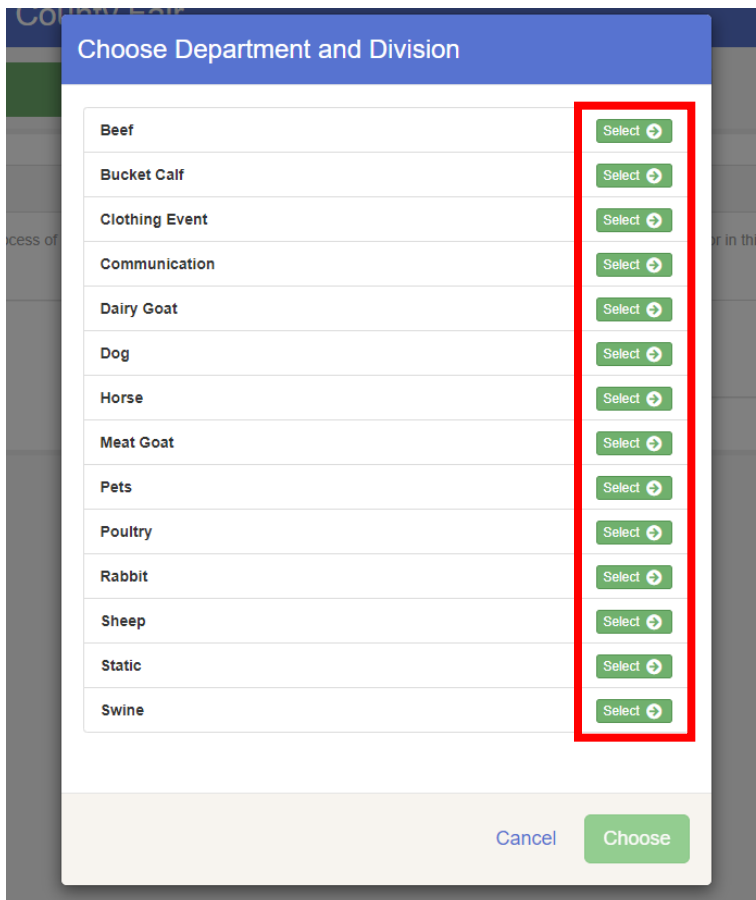 County Fair
Choose Department and Division
Beef Select
Bucket Calf Select
Clothing Event Select
ocess of
Communication Select
or in thi
Dairy Goat Select
Dog Select
Horse Select
Meat Goat Select
Pets Select
Poultry Select
Rabbit Select
Sheep Select
Static Select
Swine Select
Cancel Choose